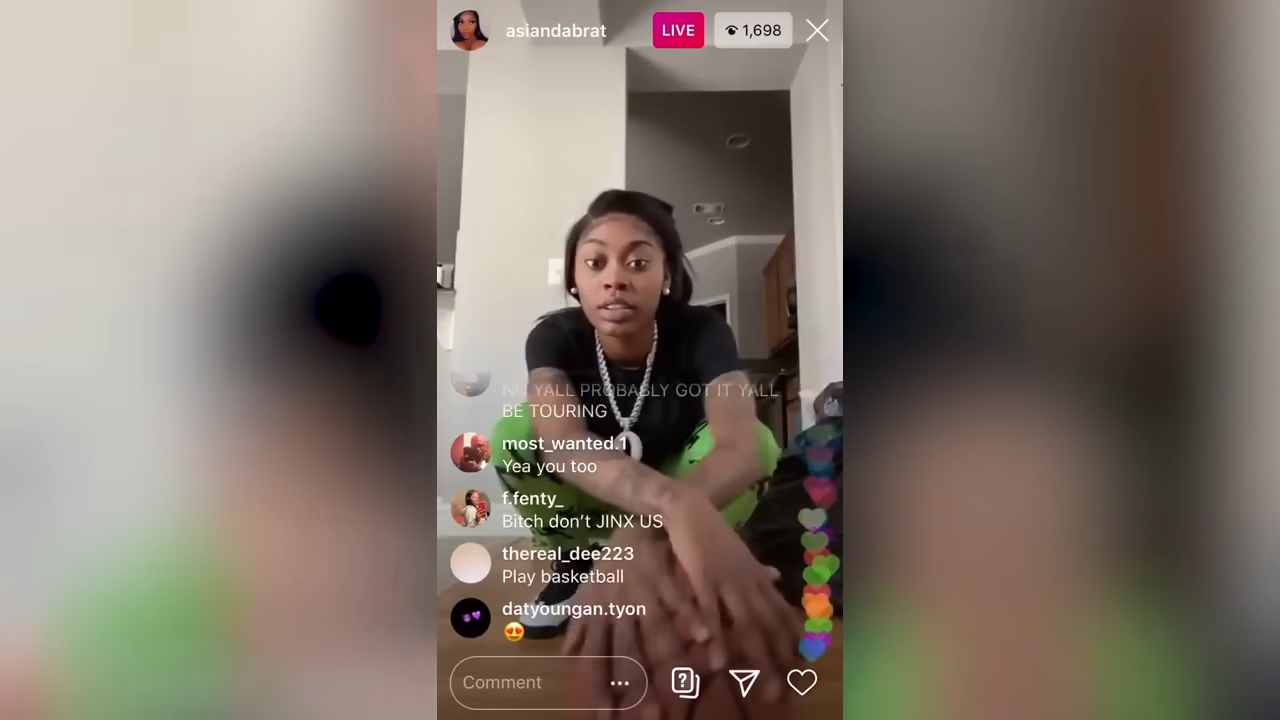 asiandabrat
LIVE
1,698
NO YALL PROBABLY GOT IT YALL
BE TOURING
most_wanted.1
Yea you too
f.fenty_
Bitch don’t JINX US
thereal_dee223
Play basketball
datyoungan.tyon
😍
Comment